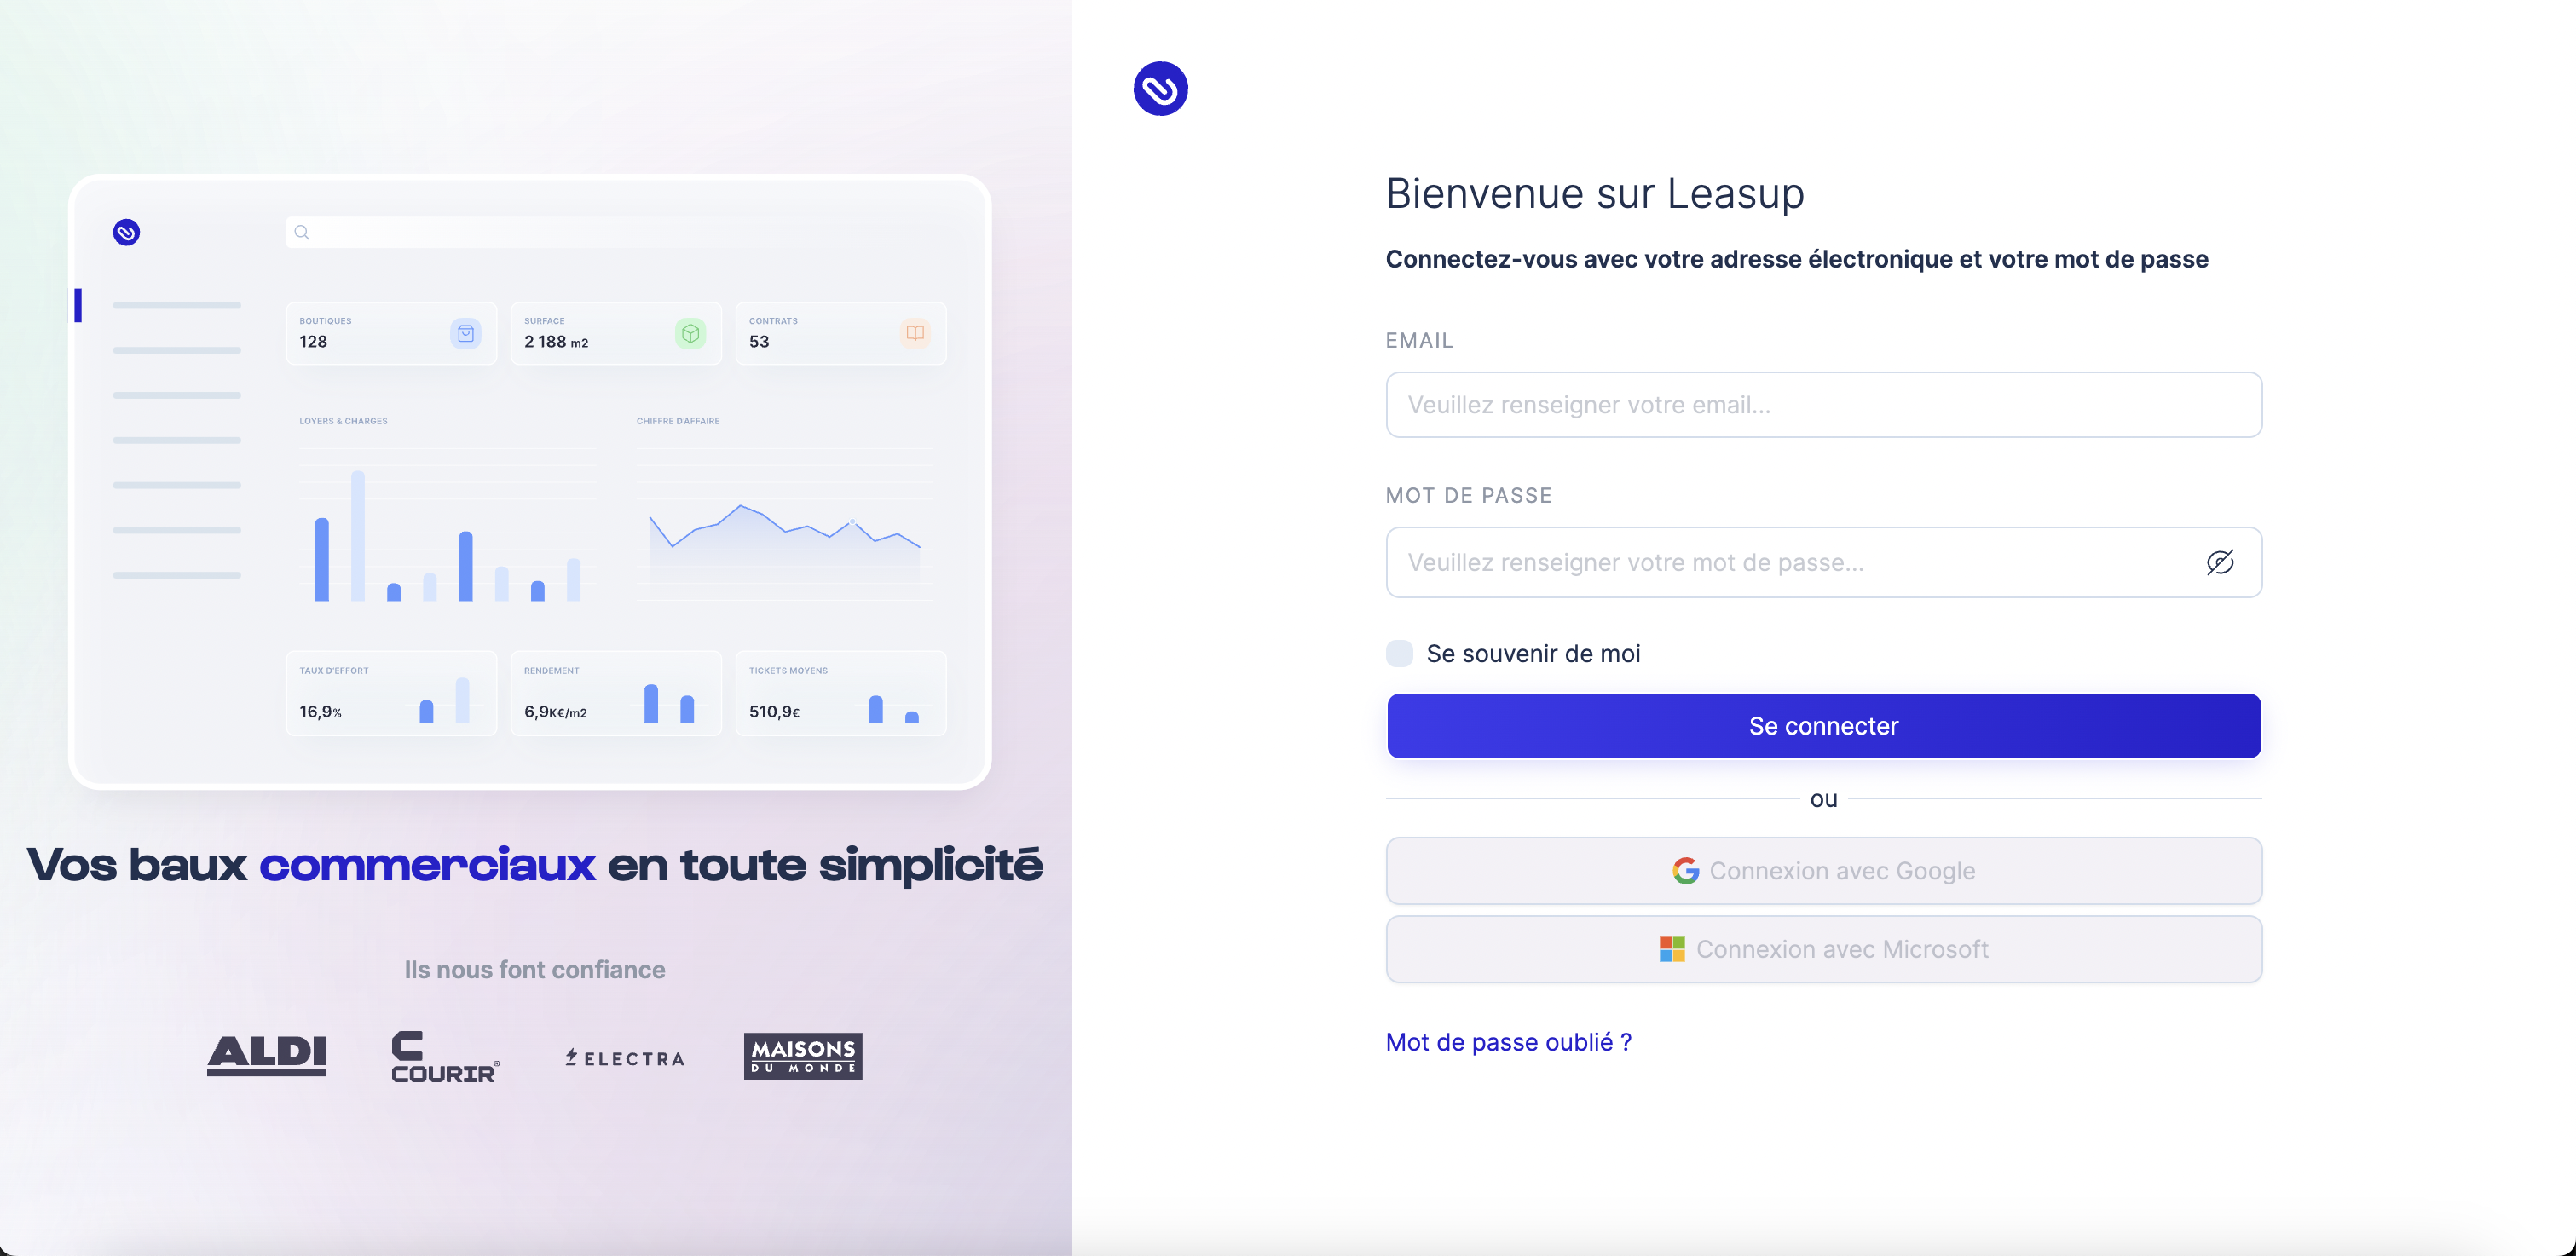 BOUTIQUES
128
SURFACE
2 188 m2
CONTRATS
53
LOYERS & CHARGES
CHIFFRE D'AFFAIRE
TAUX D'EFFORT
16,9%
RENDEMENT
6,9K€/m2
TICKETS MOYENS
510,9€
Vos baux commerciaux en toute simplicité
Ils nous font confiance
ALDI
COURIR®
ELECTRA
MAISONS
DU MONDE
Bienvenue sur Leasup
Connectez-vous avec votre adresse électronique et votre mot de passe
EMAIL
Veuillez renseigner votre email...
MOT DE PASSE
Veuillez renseigner votre mot de passe...
Se souvenir de moi
Se connecter
ou
Connexion avec Google
Connexion avec Microsoft
Mot de passe oublié ?